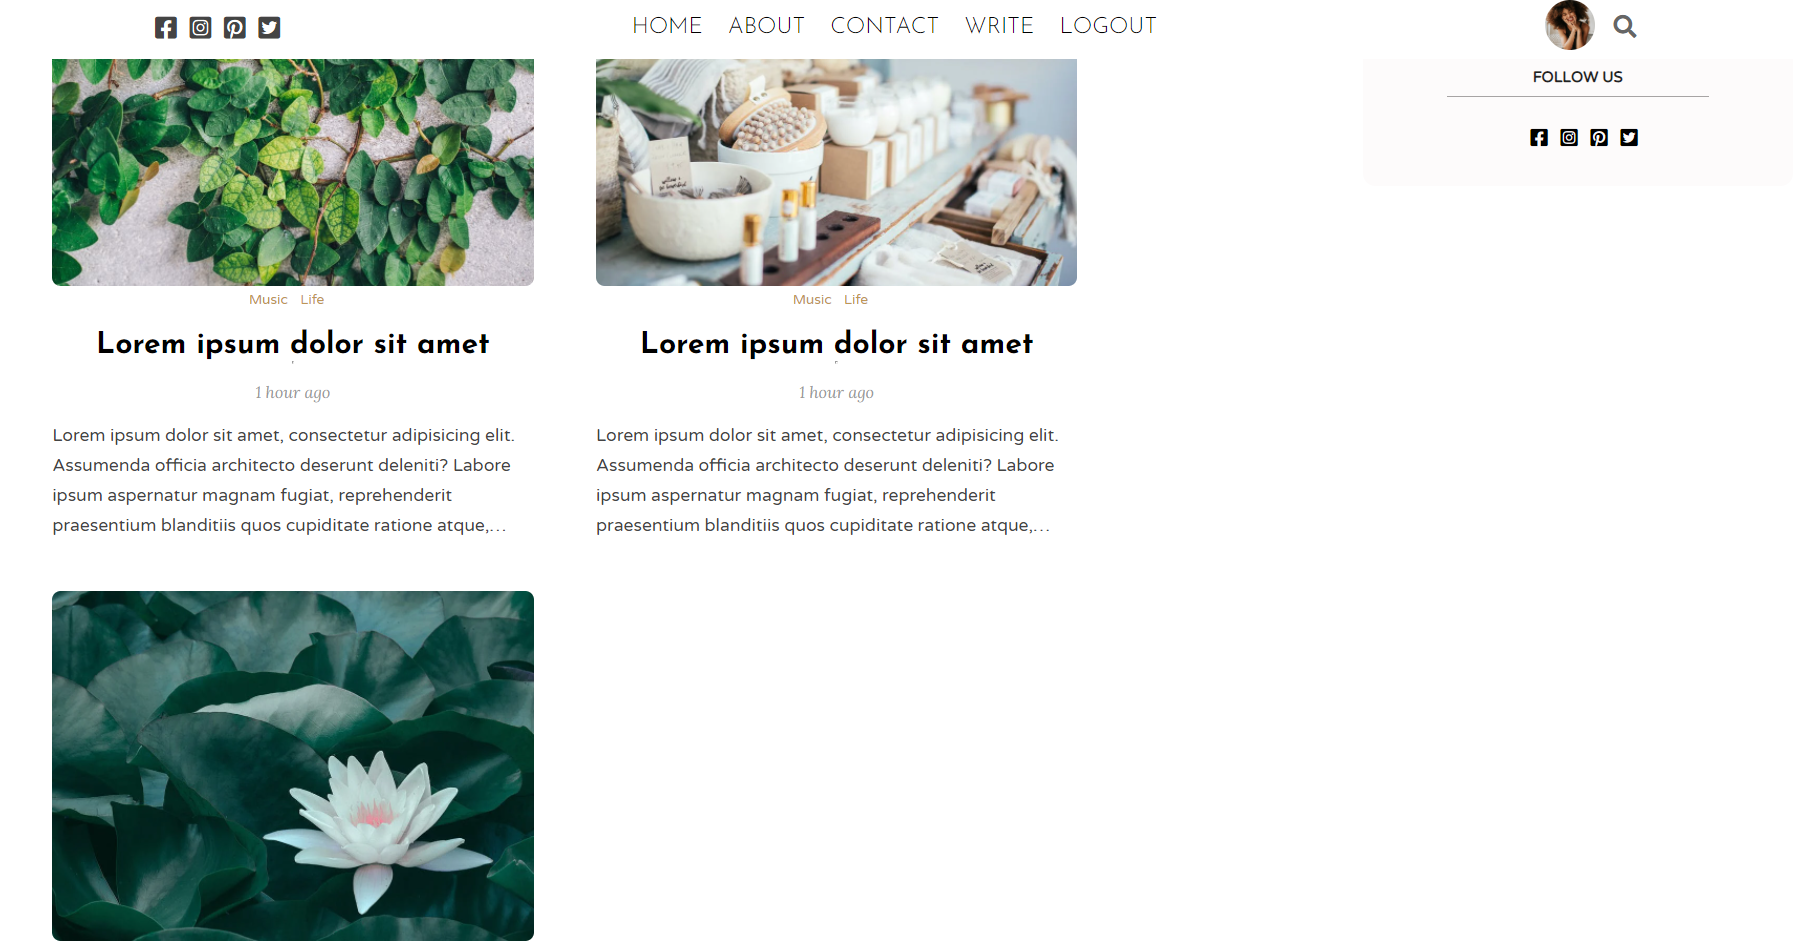 HOME ABOUT CONTACT WRITE LOGOUT
FOLLOW US
Music Life
Lorem ipsum dolor sit amet
1 hour ago
Lorem ipsum dolor sit amet, consectetur adipisicing elit.
Assumenda officia architecto deserunt deleniti? Labore
ipsum aspernatur magnam fugiat, reprehenderit
praesentium blanditiis quos cupiditate ratione atque,...
Music Life
Lorem ipsum dolor sit amet
1 hour ago
Lorem ipsum dolor sit amet, consectetur adipisicing elit.
Assumenda officia architecto deserunt deleniti? Labore
ipsum aspernatur magnam fugiat, reprehenderit
praesentium blanditiis quos cupiditate ratione atque,...